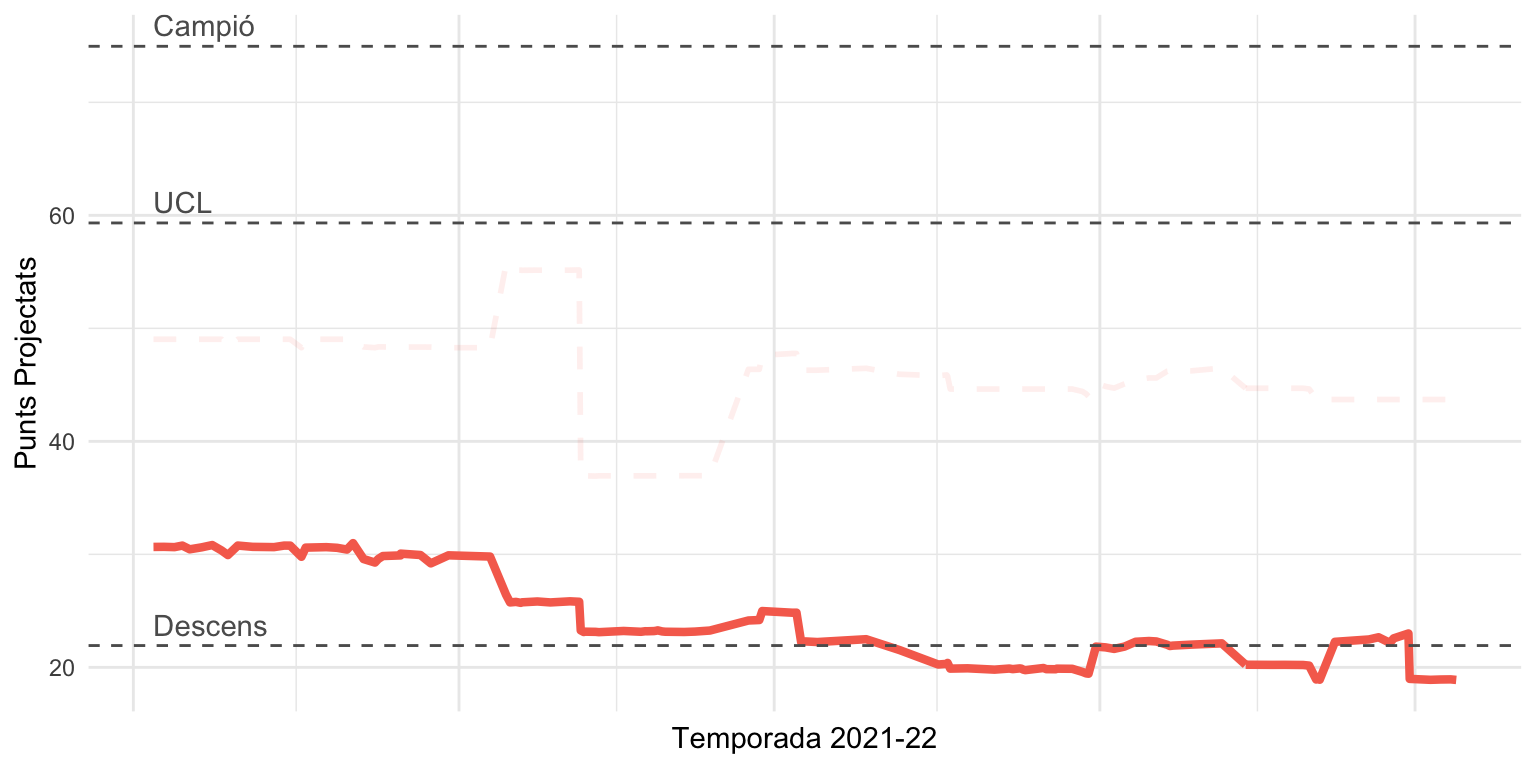 Campió
UCL
60
40
Descens
20
Punts Projectats
Temporada 2021-22